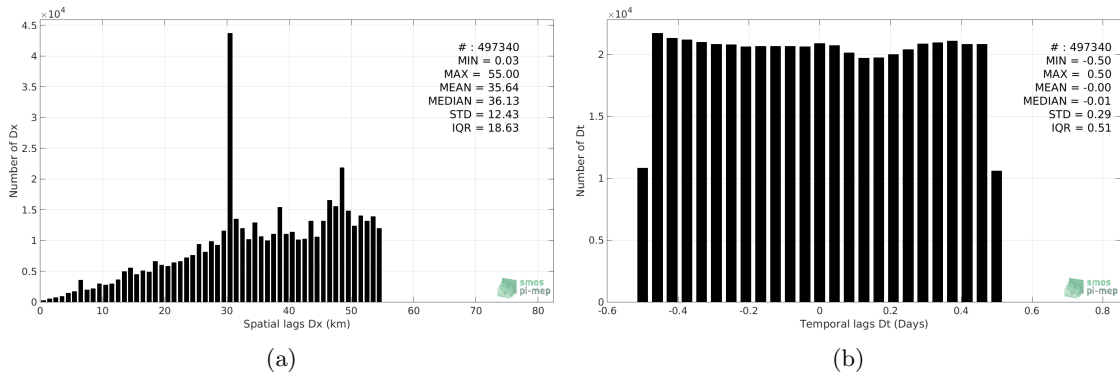 ×10⁴
4.5
4
3.5
3
2.5
2
1.5
1
0.5
0
Number of Dx
# : 497340
MIN = 0.03
MAX = 55.00
MEAN = 35.64
MEDIAN = 36.13
STD = 12.43
IQR = 18.63
smos
pi-mep
0 10 20 30 40 50 60 70 80
Spatial lags Dx (km)
(a)
×10⁴
2
1.5
1
0.5
0
Number of Dt
# : 497340
MIN = -0.50
MAX = 0.50
MEAN = -0.00
MEDIAN = -0.01
STD = 0.29
IQR = 0.51
smos
pi-mep
-0.6 -0.4 -0.2 0 0.2 0.4 0.6 0.8
Temporal lags Dt (Days)
(b)